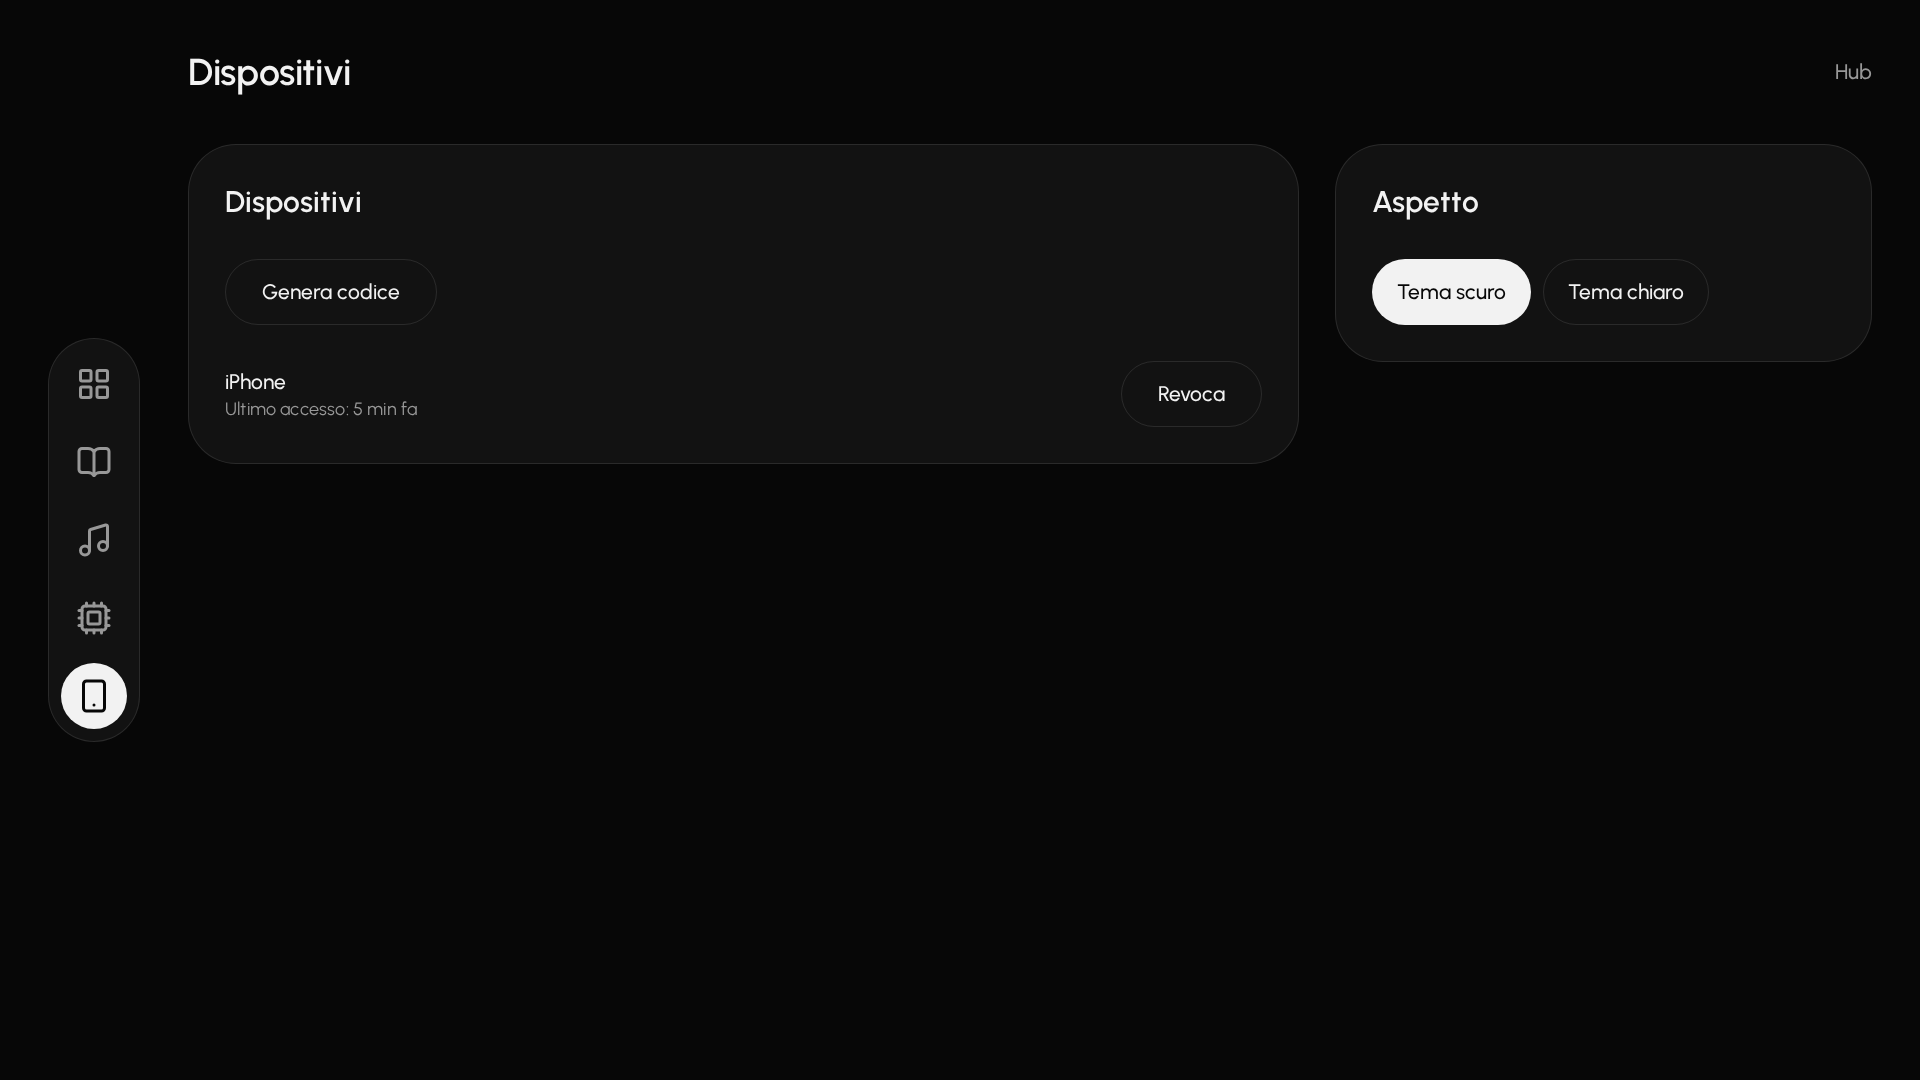 Dispositivi
Hub
Dispositivi
Genera codice
iPhone
Ultimo accesso: 5 min fa
Revoca
Aspetto
Tema scuro
Tema chiaro